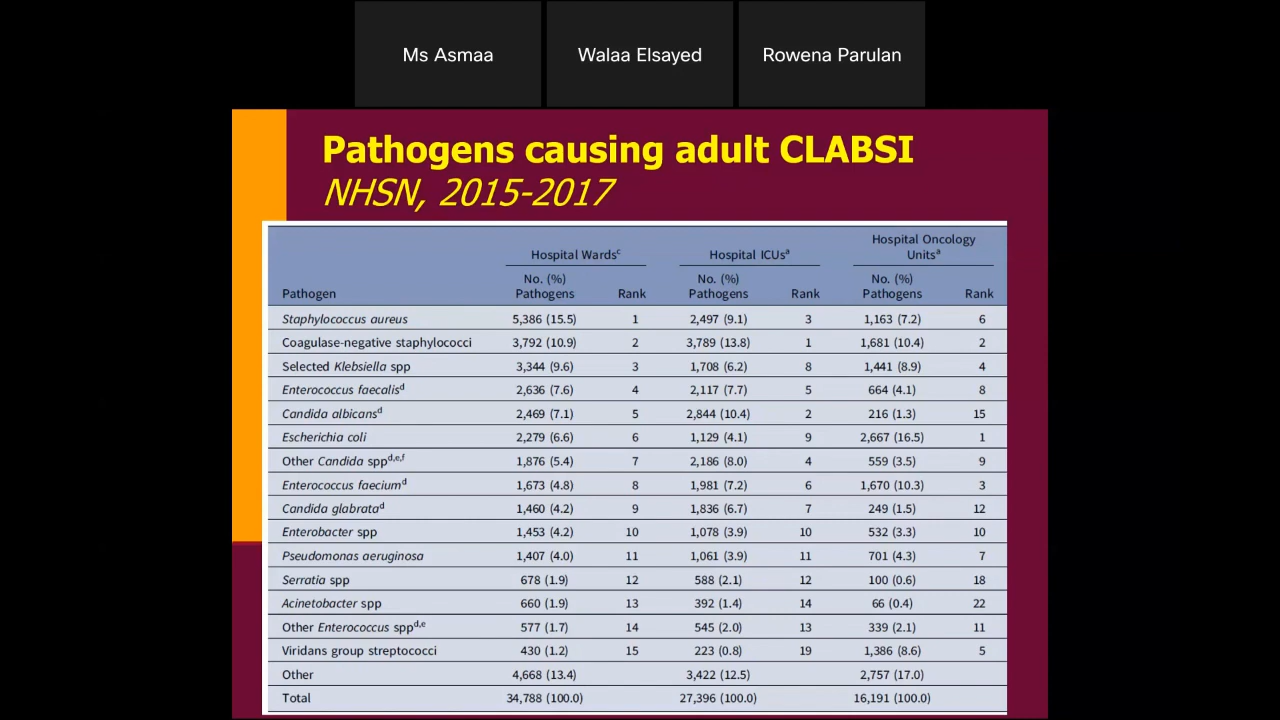 Ms Asmaa Walaa Elsayed Rowena Parulan
Pathogens causing adult CLABSI
NHSN, 2015-2017
Hospital Oncology
Hospital Wardsᶜ Hospital ICUsᵃ Unitsᵃ
No. (%) No. (%) No. (%)
Pathogen Pathogens Rank Pathogens Rank Pathogens Rank
Staphylococcus aureus 5,386 (15.5) 1 2,497 (9.1) 3 1,163 (7.2) 6
Coagulase-negative staphylococci 3,792 (10.9) 2 3,789 (13.8) 1 1,681 (10.4) 2
Selected Klebsiella spp 3,344 (9.6) 3 1,708 (6.2) 8 1,441 (8.9) 4
Enterococcus faecalisᵈ 2,636 (7.6) 4 2,117 (7.7) 5 664 (4.1) 8
Candida albicansᵈ 2,469 (7.1) 5 2,844 (10.4) 2 216 (1.3) 15
Escherichia coli 2,279 (6.6) 6 1,129 (4.1) 9 2,667 (16.5) 1
Other Candida sppᵈ,ᵉ,ᶠ 1,876 (5.4) 7 2,186 (8.0) 4 559 (3.5) 9
Enterococcus faeciumᵈ 1,673 (4.8) 8 1,981 (7.2) 6 1,670 (10.3) 3
Candida glabrataᵈ 1,460 (4.2) 9 1,836 (6.7) 7 249 (1.5) 12
Enterobacter spp 1,453 (4.2) 10 1,078 (3.9) 10 532 (3.3) 10
Pseudomonas aeruginosa 1,407 (4.0) 11 1,061 (3.9) 11 701 (4.3) 7
Serratia spp 678 (1.9) 12 588 (2.1) 12 100 (0.6) 18
Acinetobacter spp 660 (1.9) 13 392 (1.4) 14 66 (0.4) 22
Other Enterococcus sppᵈ,ᵉ 577 (1.7) 14 545 (2.0) 13 339 (2.1) 11
Viridans group streptococci 430 (1.2) 15 223 (0.8) 19 1,386 (8.6) 5
Other 4,668 (13.4) 3,422 (12.5) 2,757 (17.0)
Total 34,788 (100.0) 27,396 (100.0) 16,191 (100.0)